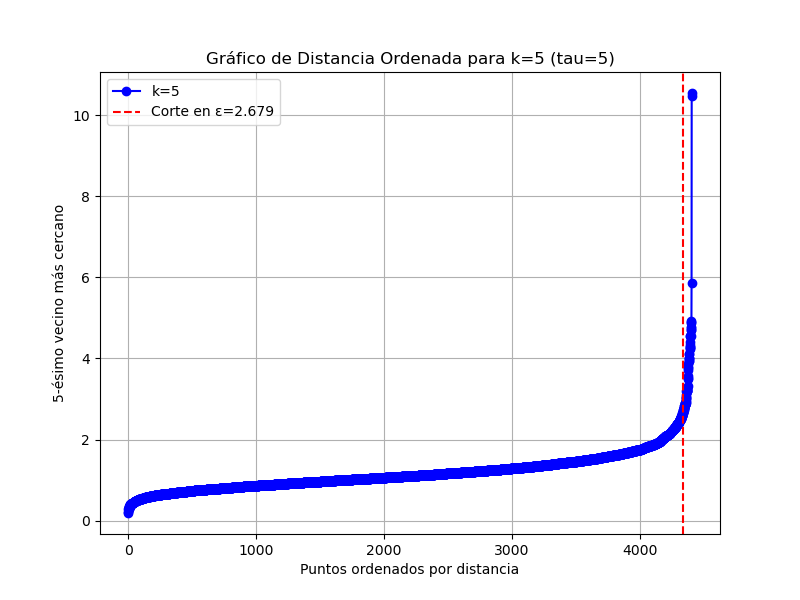 Gráfico de Distancia Ordenada para k=5 (tau=5)
k=5
Corte en ε=2.679
10
8
6
4
2
0
5-ésimo vecino más cercano
0 1000 2000 3000 4000
Puntos ordenados por distancia